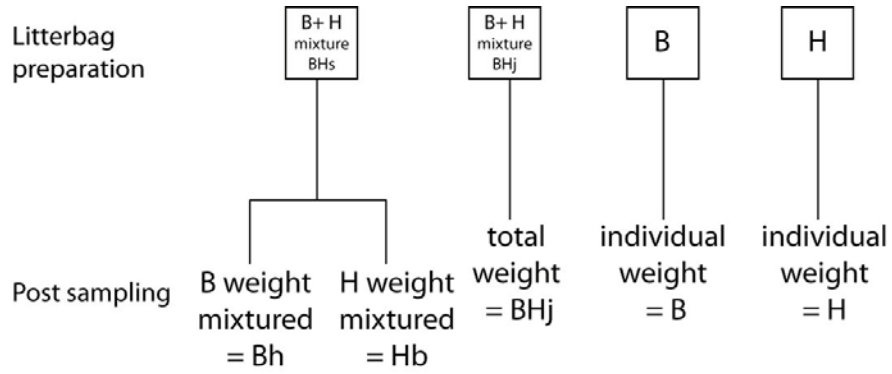 Litterbag
preparation
B+ H
mixture
BHs
B+ H
mixture
BHj
B
H
Post sampling
B weight
mixtured
= Bh
H weight
mixtured
= Hb
total
weight
= BHj
individual
weight
= B
individual
weight
= H